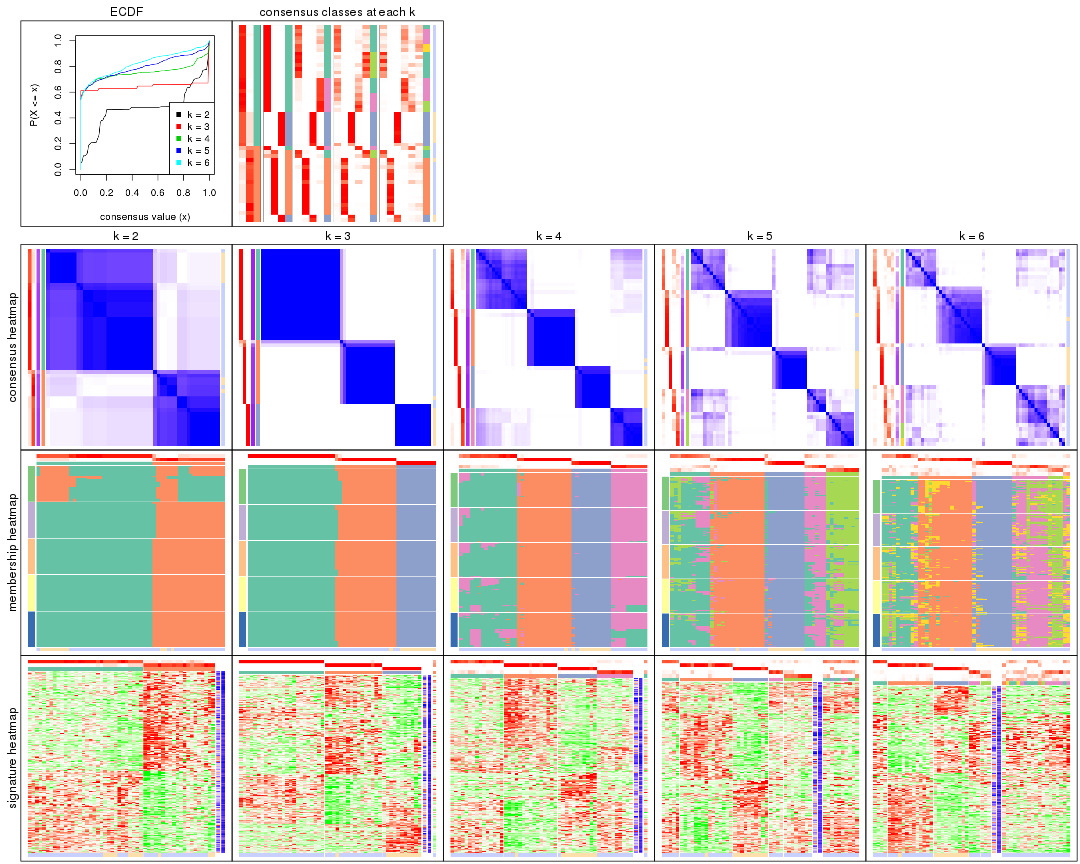 ECDF
consensus classes at each k
P(X <= x)
0.0 0.2 0.4 0.6 0.8 1.0
k = 2
k = 3
k = 4
k = 5
k = 6
0.0 0.2 0.4 0.6 0.8 1.0
consensus value (x)
k = 2
k = 3
k = 4
k = 5
k = 6
consensus heatmap
membership heatmap
signature heatmap